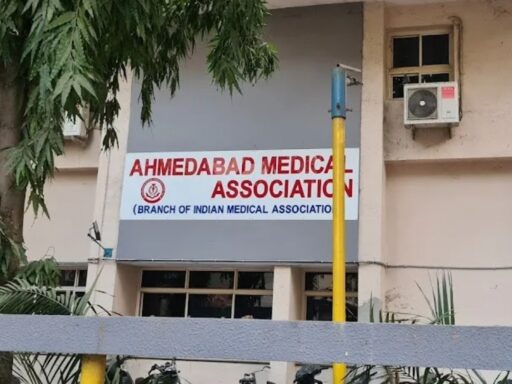 AHMEDABAD MEDICAL
ASSOCIATION
(BRANCH OF INDIAN MEDICAL ASSOCIATION